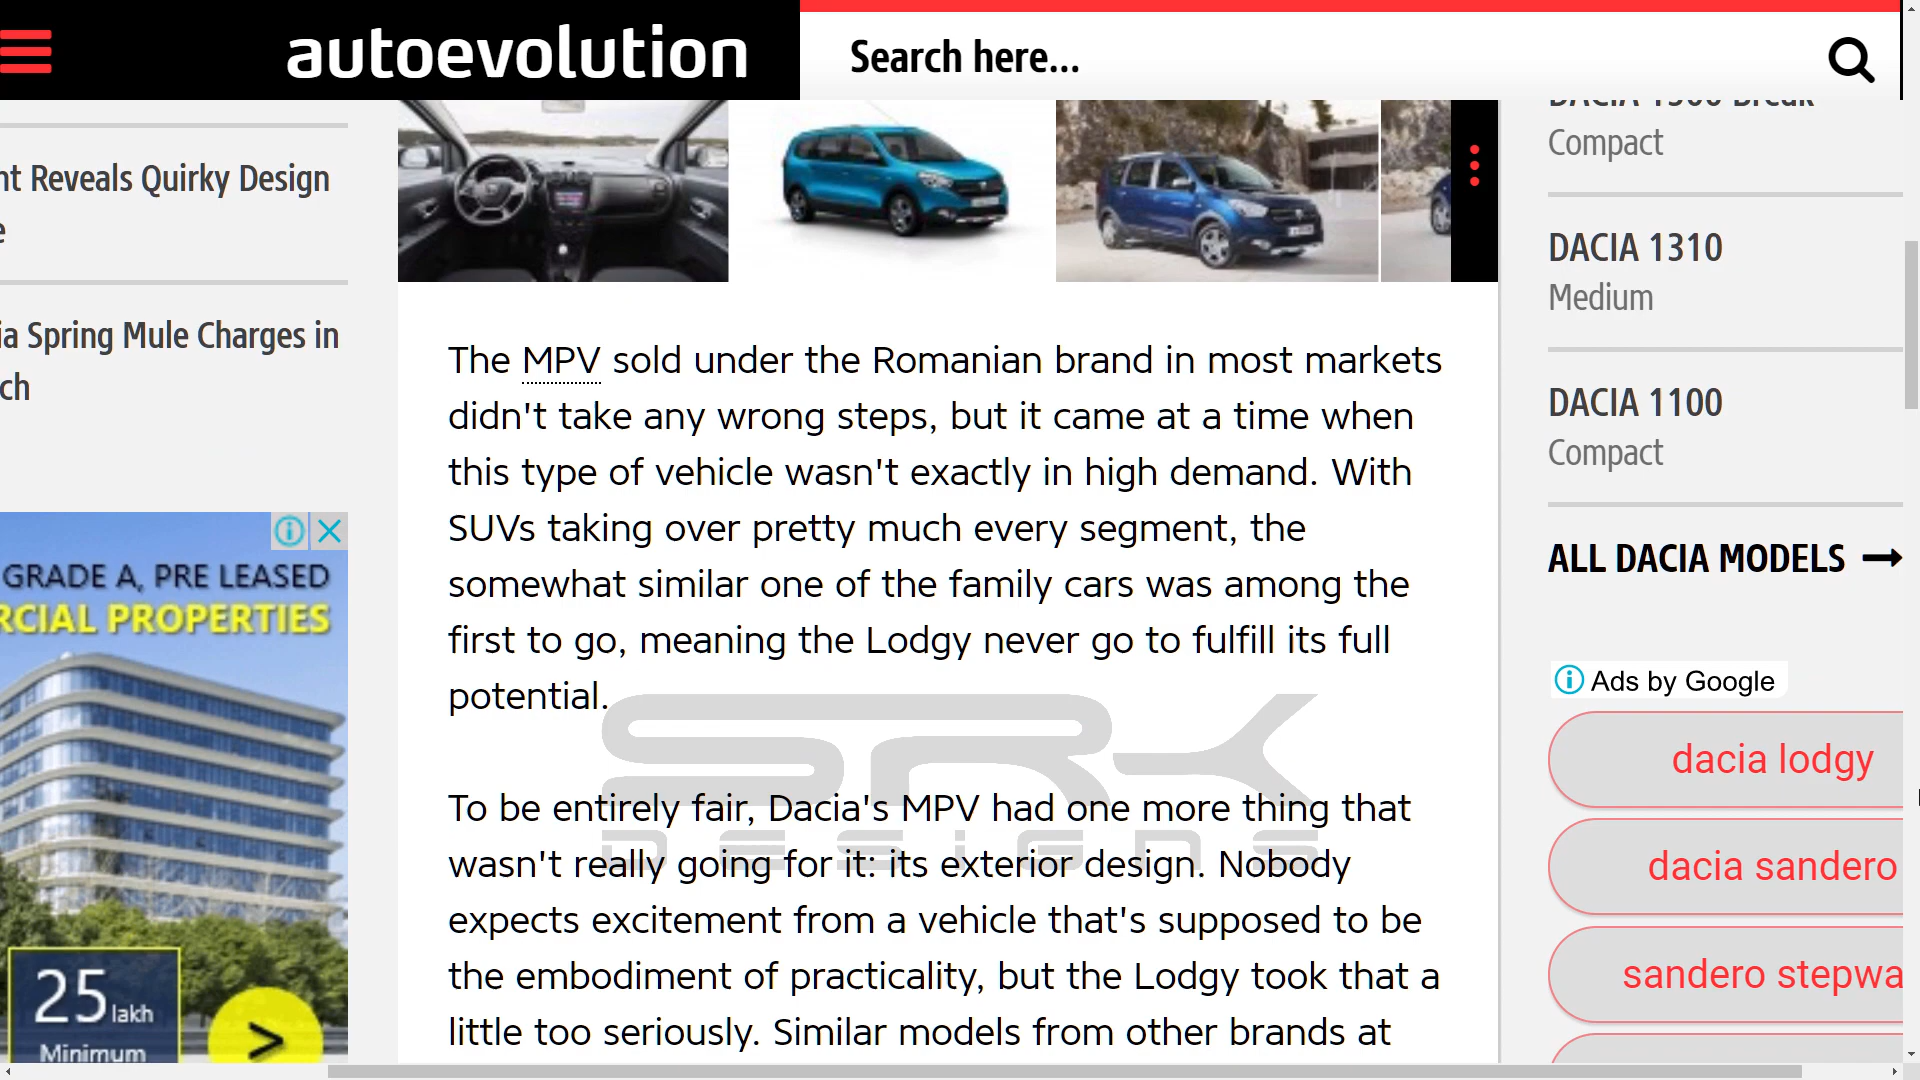 autoevolution
Search here...
nt Reveals Quirky Design
e
ia Spring Mule Charges in
ch
GRADE A, PRE LEASED
RCIAL PROPERTIES
25 lakh
Minimum
>
The MPV sold under the Romanian brand in most markets
didn't take any wrong steps, but it came at a time when
this type of vehicle wasn't exactly in high demand. With
SUVs taking over pretty much every segment, the
somewhat similar one of the family cars was among the
first to go, meaning the Lodgy never go to fulfill its full
potential.
SRK
DESIGNS
To be entirely fair, Dacia's MPV had one more thing that
wasn't really going for it: its exterior design. Nobody
expects excitement from a vehicle that's supposed to be
the embodiment of practicality, but the Lodgy took that a
little too seriously. Similar models from other brands at
DACIA 1300 Break
Compact
DACIA 1310
Medium
DACIA 1100
Compact
ALL DACIA MODELS
Ads by Google
dacia lodgy
dacia sandero
sandero stepwa